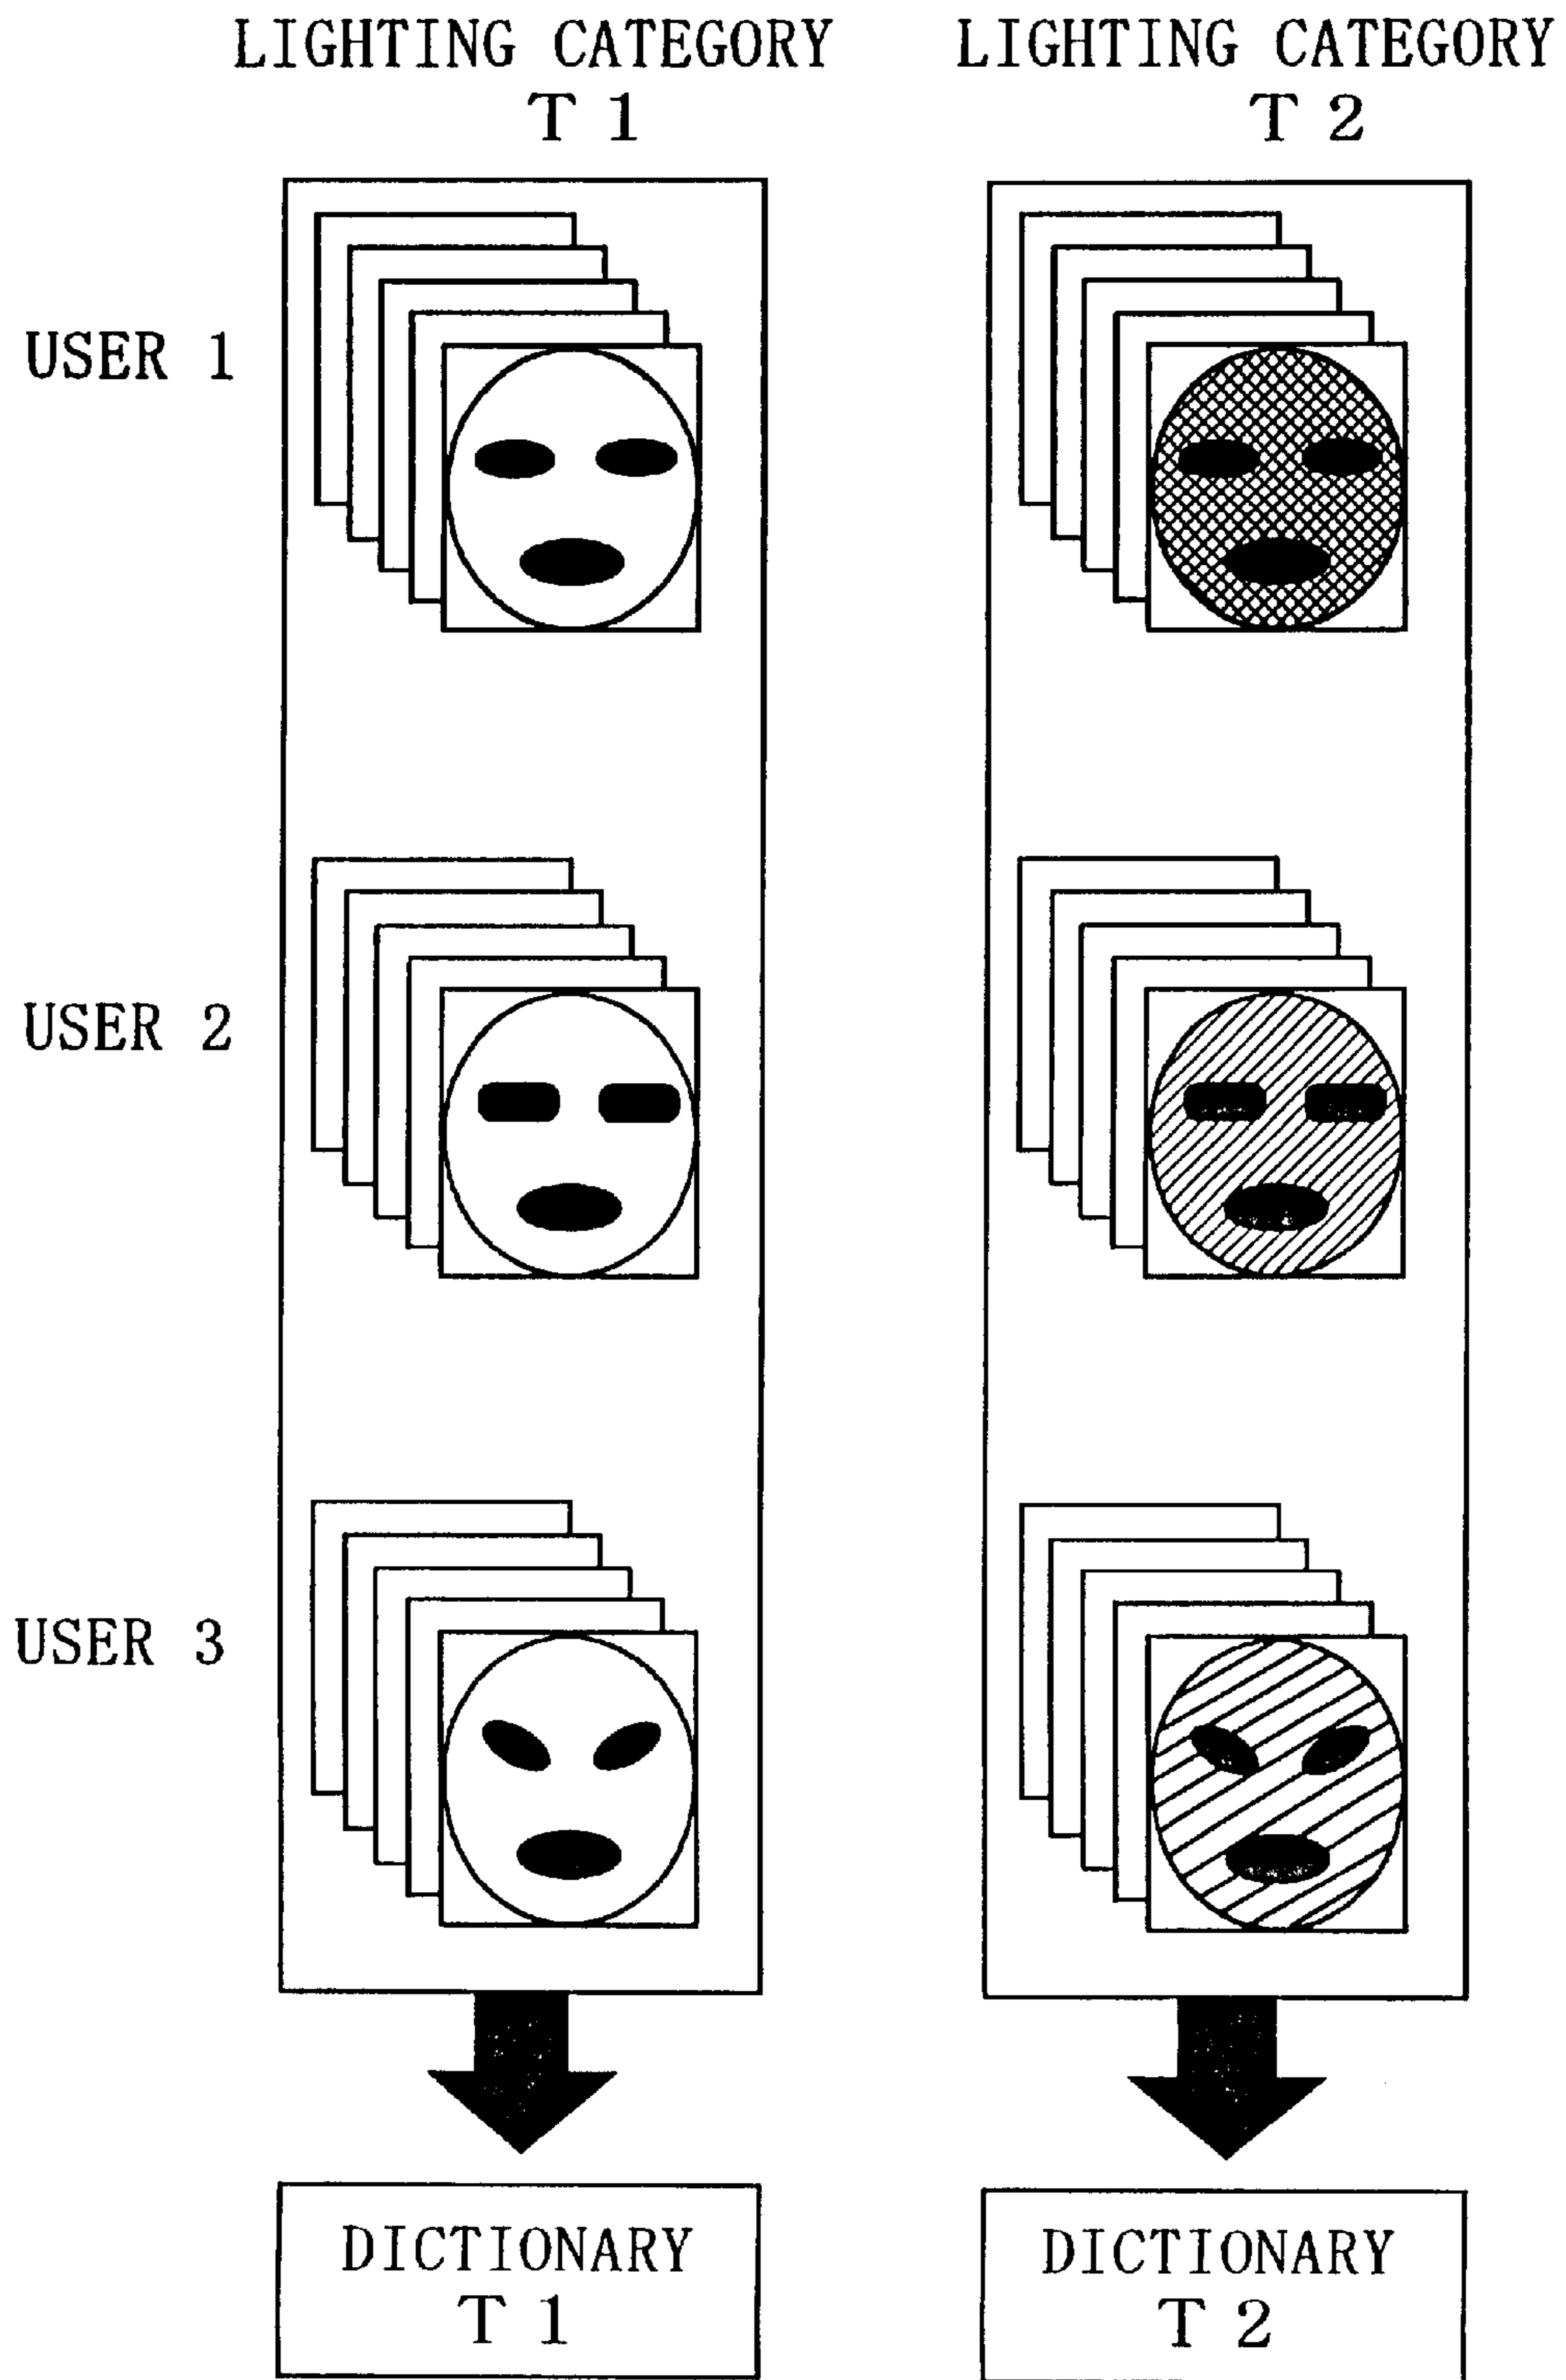 LIGHTING CATEGORY
T 1
LIGHTING CATEGORY
T 2
USER 1
USER 2
USER 3
DICTIONARY
T 1
DICTIONARY
T 2